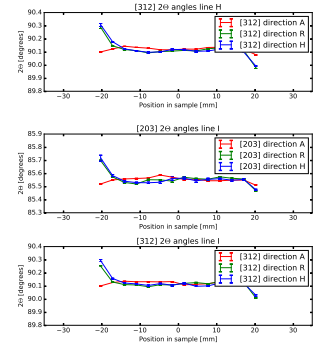 [312] 2Θ angles line H
90.4
90.3
90.2
90.1
90.0
89.9
89.8
2Θ [degrees]
[312] direction A
[312] direction R
[312] direction H
−30 −20 −10 0 10 20 30
Position in sample [mm]
[203] 2Θ angles line I
85.9
85.8
85.7
85.6
85.5
85.4
85.3
2Θ [degrees]
[203] direction A
[203] direction R
[203] direction H
−30 −20 −10 0 10 20 30
Position in sample [mm]
[312] 2Θ angles line I
90.4
90.3
90.2
90.1
90.0
89.9
89.8
2Θ [degrees]
[312] direction A
[312] direction R
[312] direction H
−30 −20 −10 0 10 20 30
Position in sample [mm]